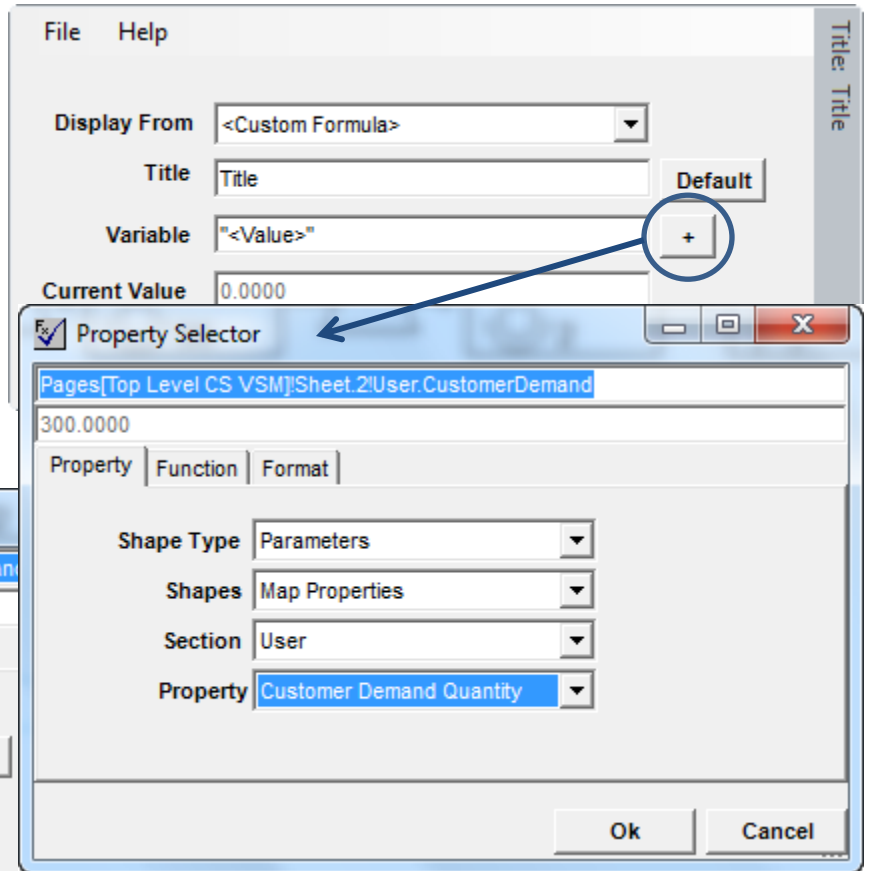 File Help
Title: Title
Display From <Custom Formula>
Title Title Default
Variable "<Value>" +
Current Value 0.0000
Property Selector
Pages[Top Level CS VSM]!Sheet.2!User.CustomerDemand
300.0000
Property Function Format
Shape Type Parameters
Shapes Map Properties
Section User
Property Customer Demand Quantity
Ok Cancel